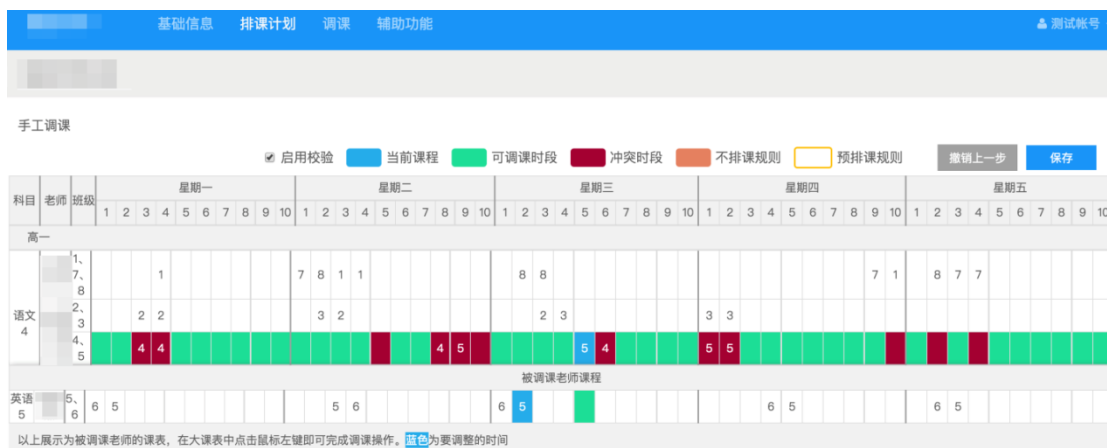 基础信息 排课计划 调课 辅助功能 测试帐号
手工调课
启用校验 当前课程 可调课时段 冲突时段 不排课规则 预排课规则 撤销上一步 保存
科目 老师 班级 星期一 星期二 星期三 星期四 星期五
1 2 3 4 5 6 7 8 9 10 1 2 3 4 5 6 7 8 9 10 1 2 3 4 5 6 7 8 9 10 1 2 3 4 5 6 7 8 9 10 1 2 3 4 5 6 7 8 9 10
高一
语文 4
1、7、8 1 7 8 1 1 8 8 7 1 8 7 7
2、3 2 2 3 2 2 3 3 3
4、5 4 4 4 5 5 4 5 5
被调课老师课程
英语 5 5、6 6 5 5 6 6 5 6 5 6 5
以上展示为被调课老师的课表，在大课表中点击鼠标左键即可完成调课操作。蓝色为要调整的时间